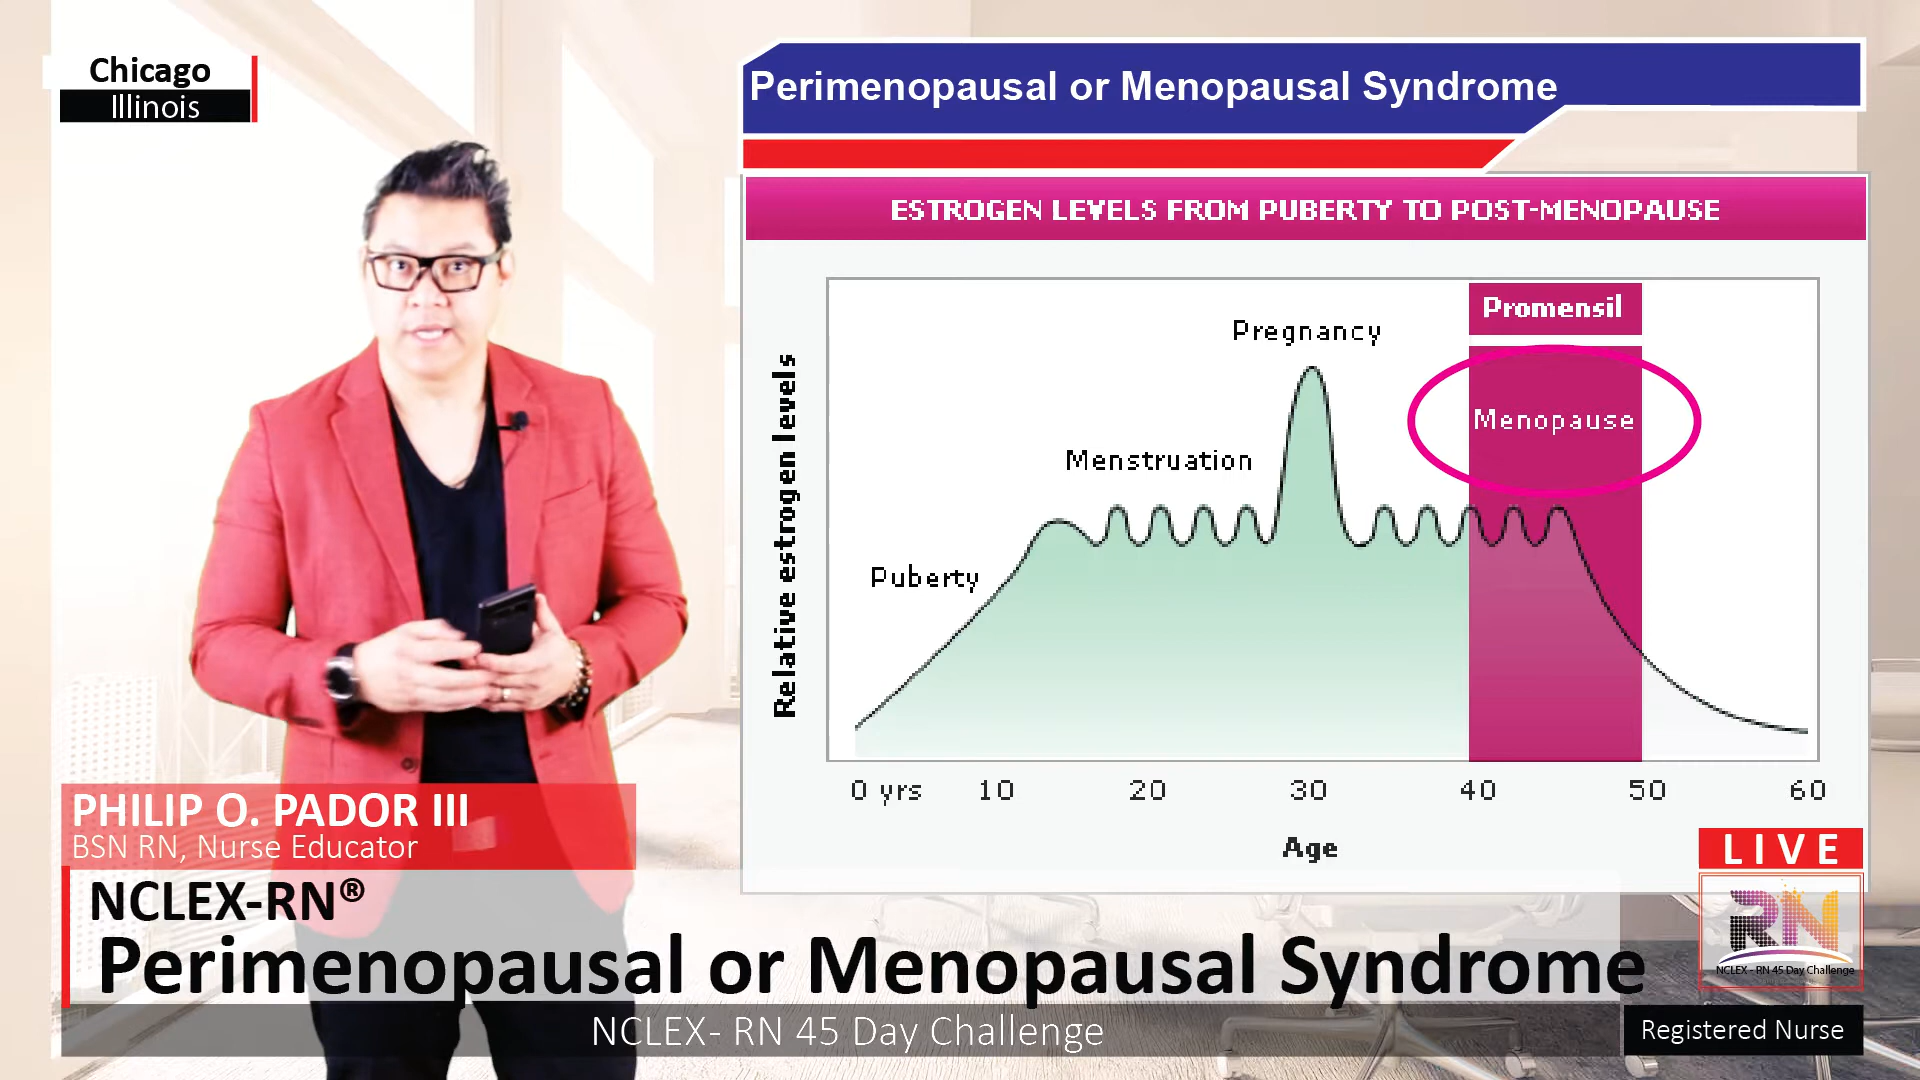 Chicago
Illinois
Perimenopausal or Menopausal Syndrome
ESTROGEN LEVELS FROM PUBERTY TO POST-MENOPAUSE
Promensil
Pregnancy
Menopause
Menstruation
Puberty
Relative estrogen levels
0 yrs 10 20 30 40 50 60
Age
PHILIP O. PADOR III
BSN RN, Nurse Educator
NCLEX-RN®
Perimenopausal or Menopausal Syndrome
NCLEX- RN 45 Day Challenge
LIVE
RN
NCLEX - RN 45 Day Challenge
Registered Nurse